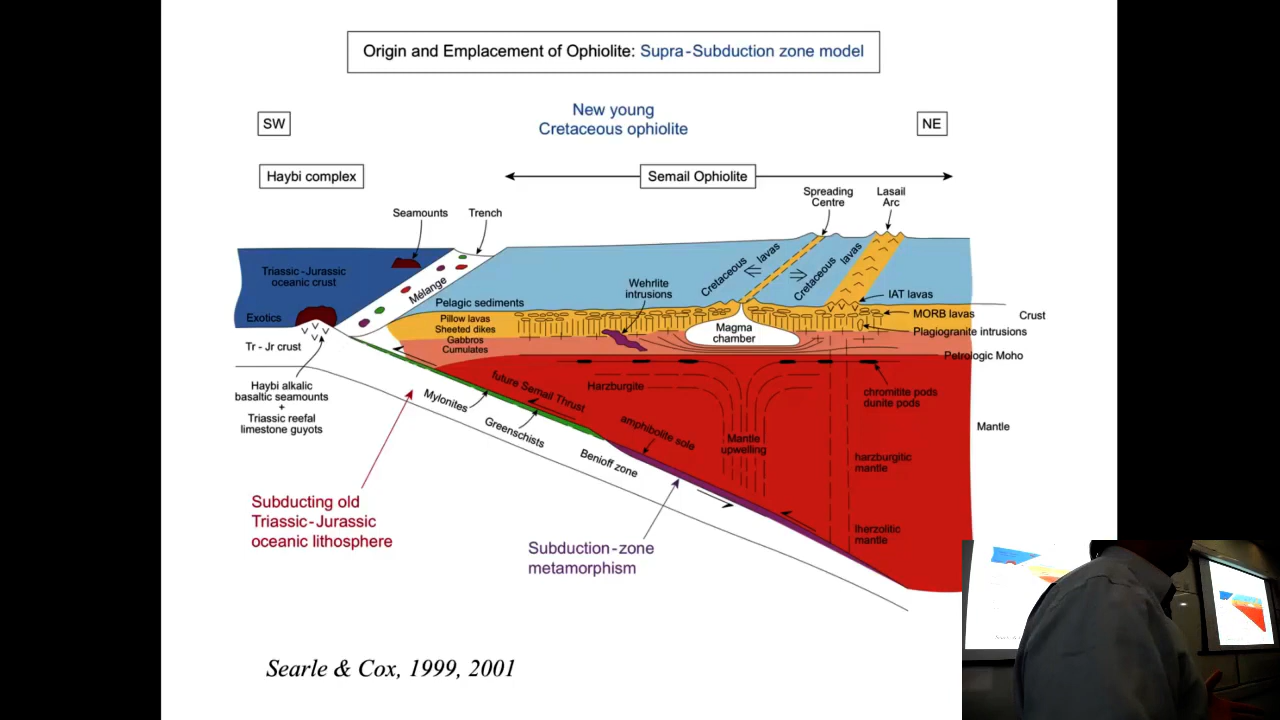 Origin and Emplacement of Ophiolite: Supra-Subduction zone model
SW
New young
Cretaceous ophiolite
NE
Haybi complex
Semail Ophiolite
Spreading
Centre
Lasail
Arc
Seamounts
Trench
Triassic-Jurassic
oceanic crust
Mélange
Cretaceous lavas
Cretaceous lavas
Wehrlite
intrusions
IAT lavas
Pelagic sediments
Exotics
Pillow lavas
Sheeted dikes
Gabbros
Cumulates
Magma
chamber
MORB lavas
Crust
Plagiogranite intrusions
Tr - Jr crust
Petrologic Moho
Haybi alkalic
basaltic seamounts
+
Triassic reefal
limestone guyots
Mylonites
Greenschists
future Semail Thrust
Harzburgite
chromitite pods
dunite pods
amphibolite sole
Mantle
upwelling
Mantle
Benioff zone
harzburgitic
mantle
lherzolitic
mantle
Subducting old
Triassic-Jurassic
oceanic lithosphere
Subduction-zone
metamorphism
Searle & Cox, 1999, 2001